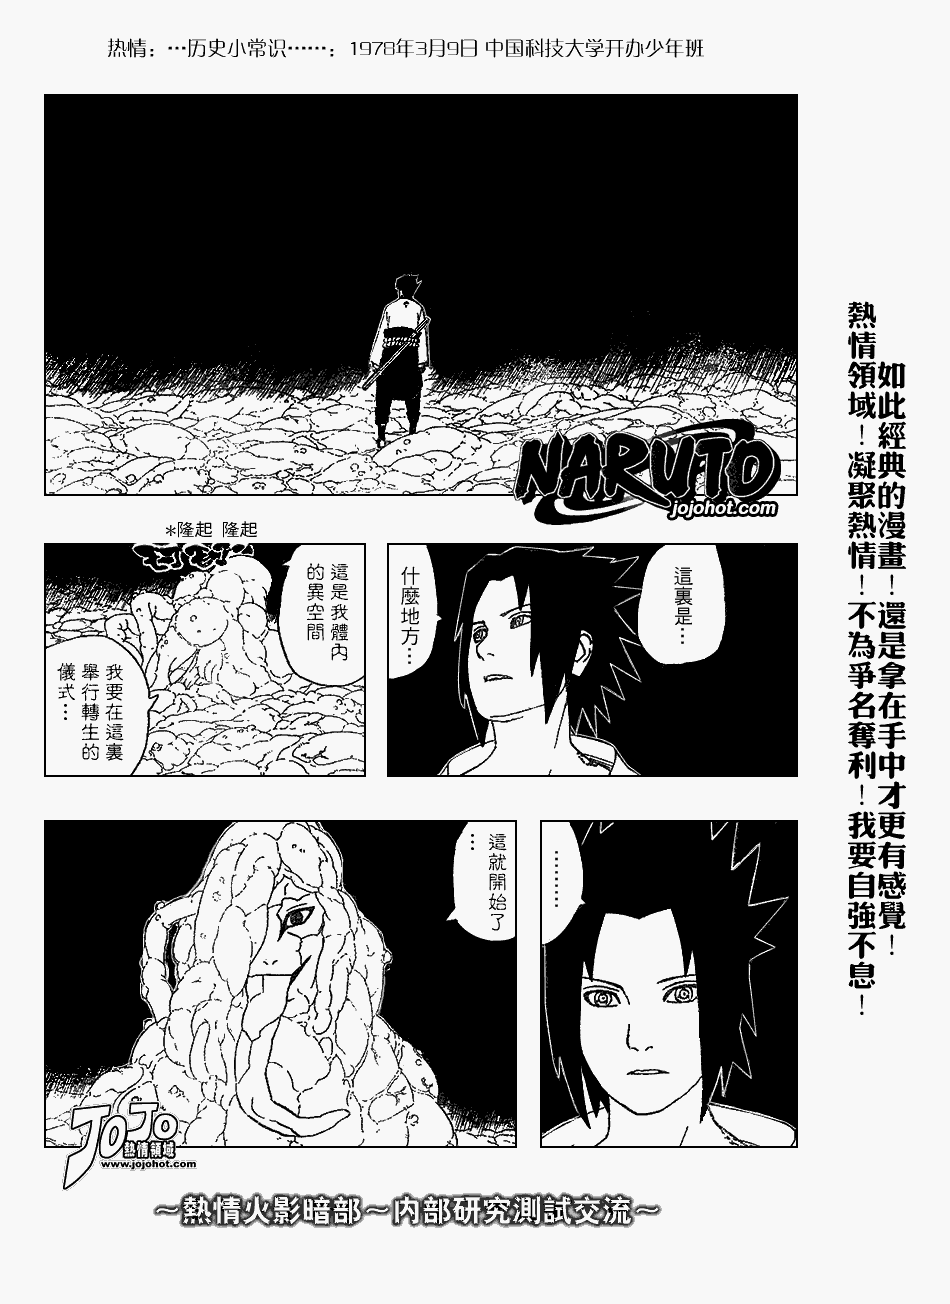 热情：…历史小常识……：1978年3月9日 中国科技大学开办少年班
NARUTO
jojohot.com
這裏是…
什麼地方…
*隆起 隆起
這是我體內
的異空間
我要在這裏
舉行轉生的
儀式…
…………
這就開始了
…
JoJo
熱情領域
www.jojohot.com
如此經典的漫畫！還是拿在手中才更有感覺！
熱情領域！凝聚熱情！不為爭名奪利！我要自強不息！
～熱情火影暗部～内部研究測試交流～